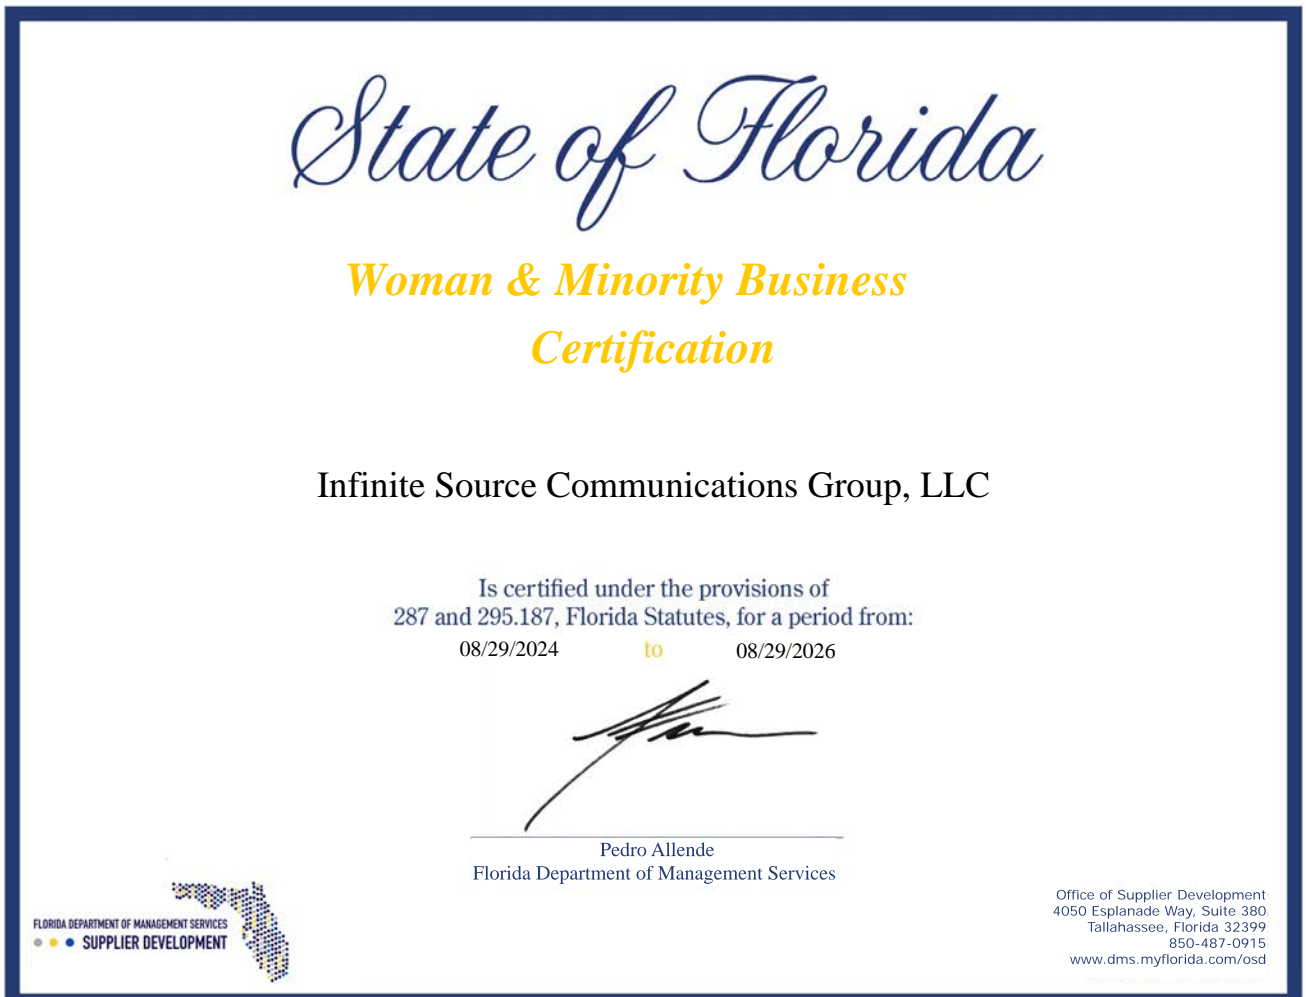 State of Florida
Woman & Minority Business
Certification
Infinite Source Communications Group, LLC
Is certified under the provisions of
287 and 295.187, Florida Statutes, for a period from:
08/29/2024 to 08/29/2026
Pedro Allende
Florida Department of Management Services
FLORIDA DEPARTMENT OF MANAGEMENT SERVICES
SUPPLIER DEVELOPMENT
Office of Supplier Development
4050 Esplanade Way, Suite 380
Tallahassee, Florida 32399
850-487-0915
www.dms.myflorida.com/osd